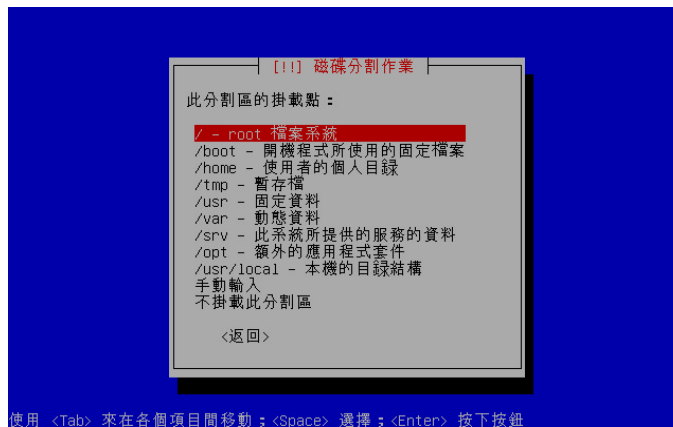 [!!] 磁碟分割作業
此分割區的掛載點：
/ – root 檔案系統
/boot – 開機程式所使用的固定檔案
/home – 使用者的個人目錄
/tmp – 暫存檔
/usr – 固定資料
/var – 動態資料
/srv – 此系統所提供的服務的資料
/opt – 額外的應用程式套件
/usr/local – 本機的目錄結構
手動輸入
不掛載此分割區
<返回>
使用 <Tab> 來在各個項目間移動；<Space> 選擇；<Enter> 按下按鈕